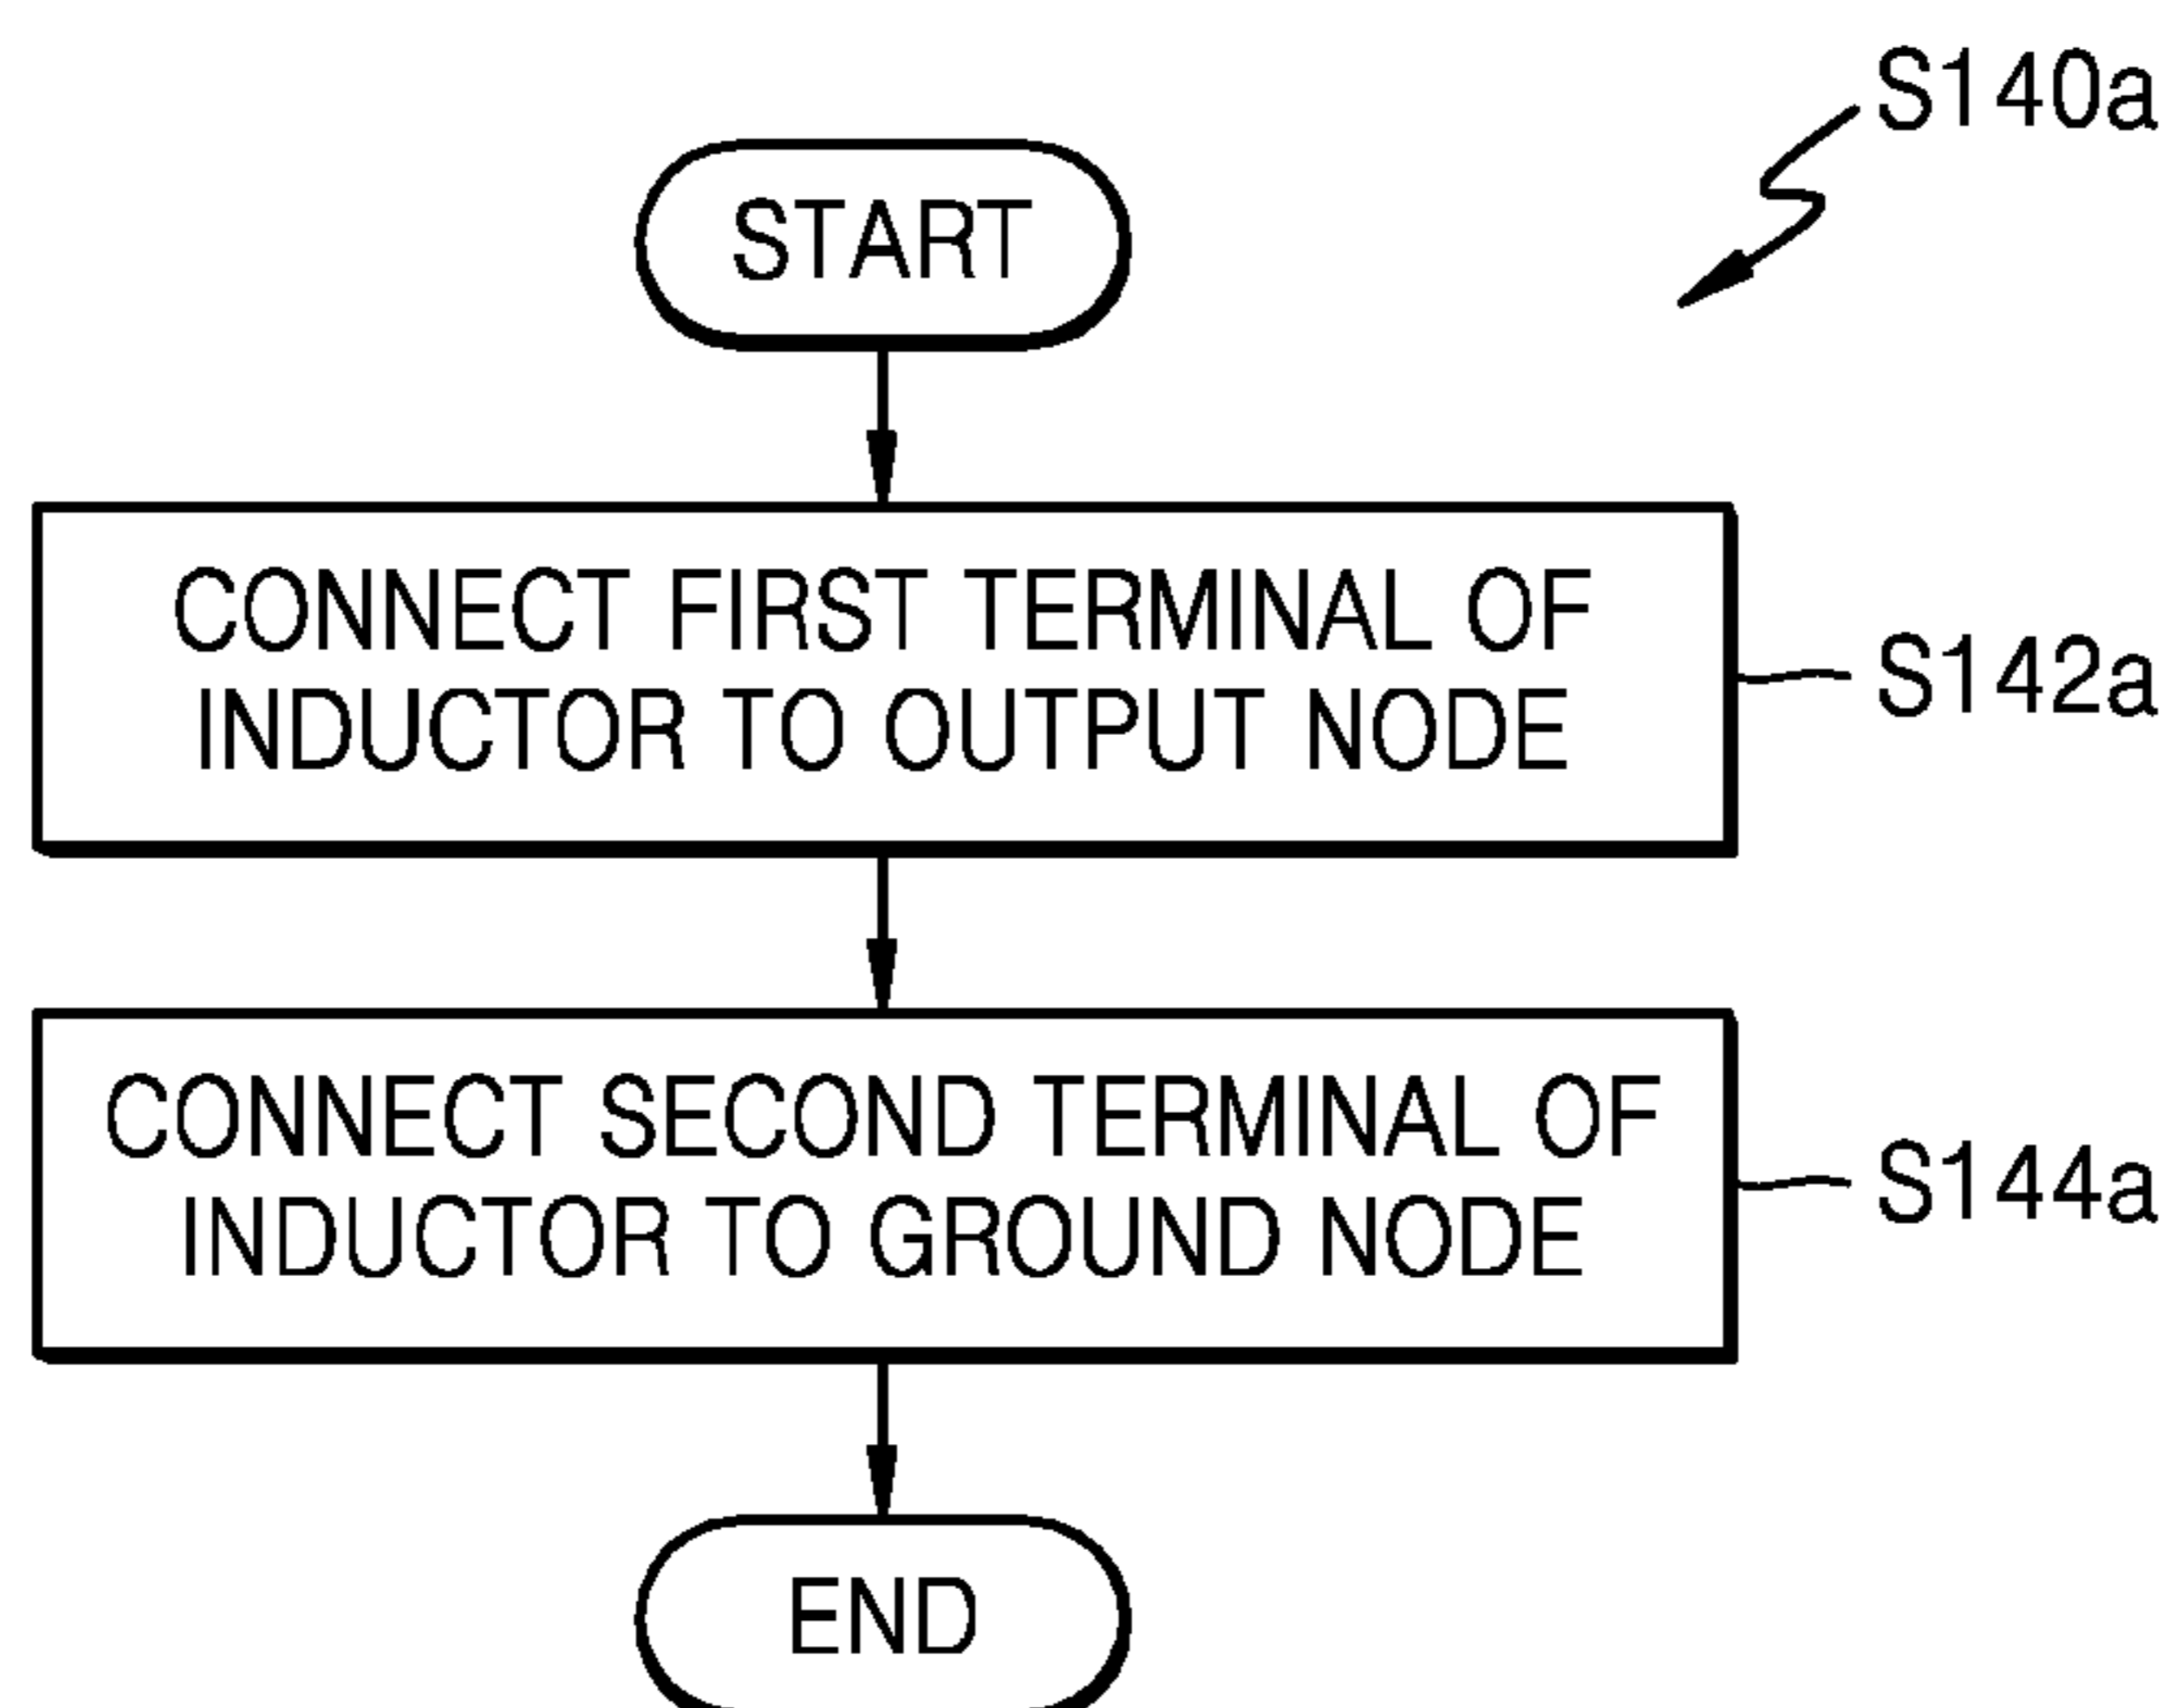 S140a
START
CONNECT FIRST TERMINAL OF
INDUCTOR TO OUTPUT NODE
S142a
CONNECT SECOND TERMINAL OF
INDUCTOR TO GROUND NODE
S144a
END